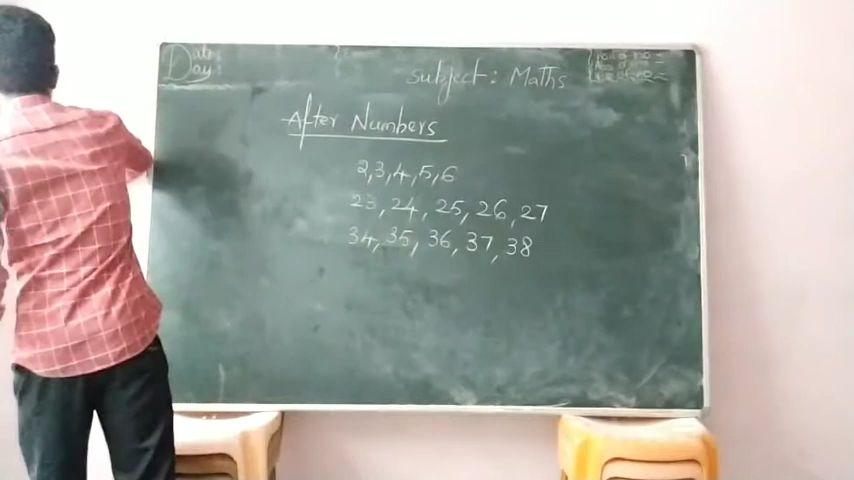 Date:
Day:
Subject: Maths
After Numbers
2,3,4,5,6
23, 24, 25, 26, 27
34, 35, 36, 37, 38